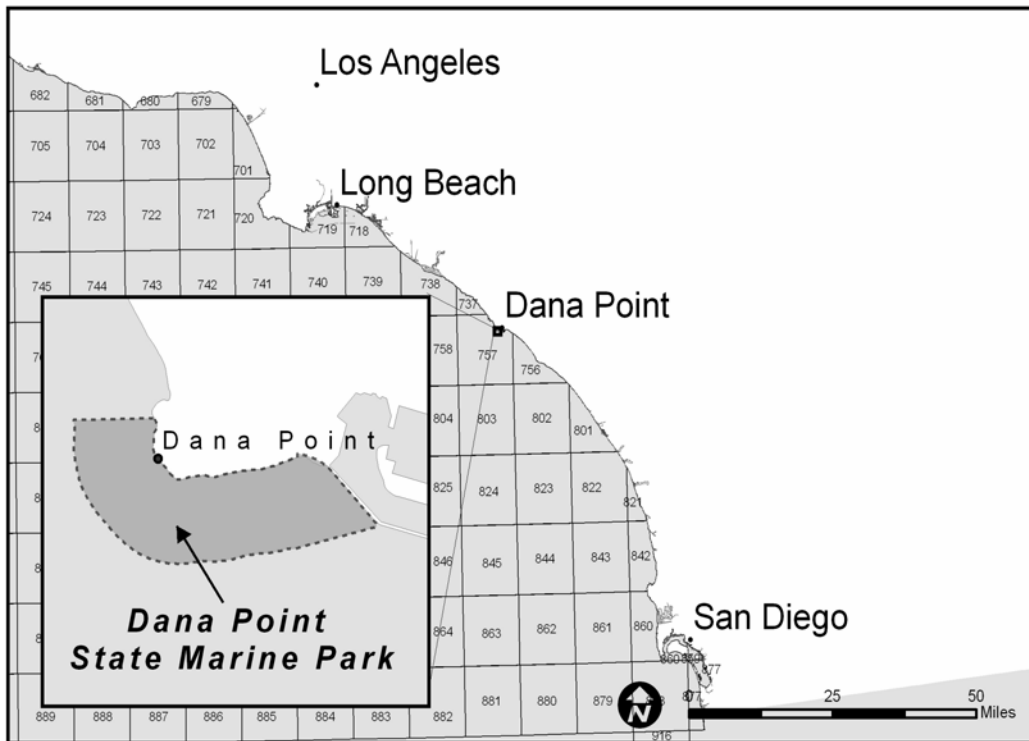 Los Angeles
682 681 680 679
705 704 703 702
701
Long Beach
724 723 722 721 720 719 718
745 744 743 742 741 740 739 738
737
Dana Point
758 757
756
804 803 802
801
825 824 823 822
821
846 845 844 843 842
864 863 862 861 860
San Diego
860
877
881 880 879
877
889 888 887 886 885 884 883 882
916
Dana Point
Dana Point
State Marine Park
N
0 25 50
Miles